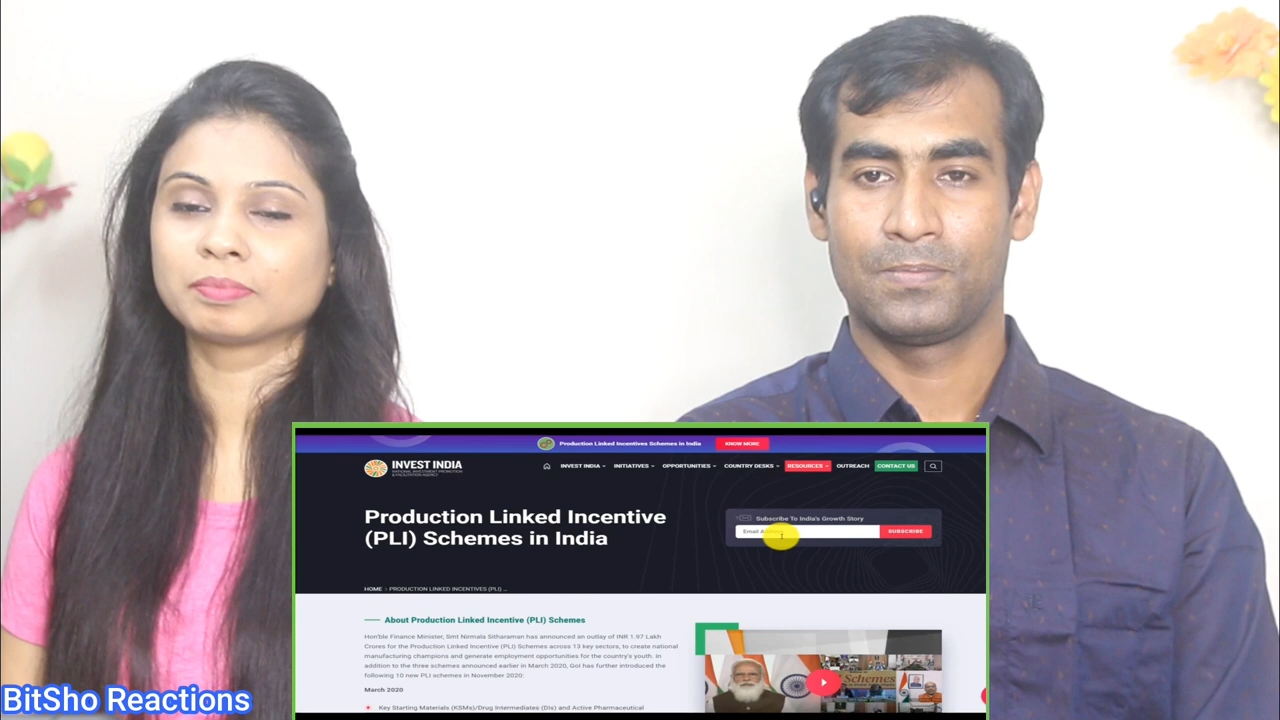 Production Linked Incentives Schemes in India KNOW MORE
INVEST INDIA
NATIONAL INVESTMENT PROMOTION
& FACILITATION AGENCY
INVEST INDIA INITIATIVES OPPORTUNITIES COUNTRY DESKS RESOURCES OUTREACH CONTACT US
Production Linked Incentive
(PLI) Schemes in India
Subscribe To India's Growth Story
Email SUBSCRIBE
HOME : PRODUCTION LINKED INCENTIVES (PLI) ...
About Production Linked Incentive (PLI) Schemes
Hon'ble Finance Minister, Smt Nirmala Sitharaman has announced an outlay of INR 1.97 Lakh
Crores for the Production Linked Incentive (PLI) Schemes across 13 key sectors, to create national
manufacturing champions and generate employment opportunities for the country's youth. In
addition to the three schemes announced earlier in March 2020, GoI has further introduced the
following 10 new PLI schemes in November 2020:
March 2020
Key Starting Materials (KSMs)/Drug Intermediates (DIs) and Active Pharmaceutical
Schemes
BitSho Reactions